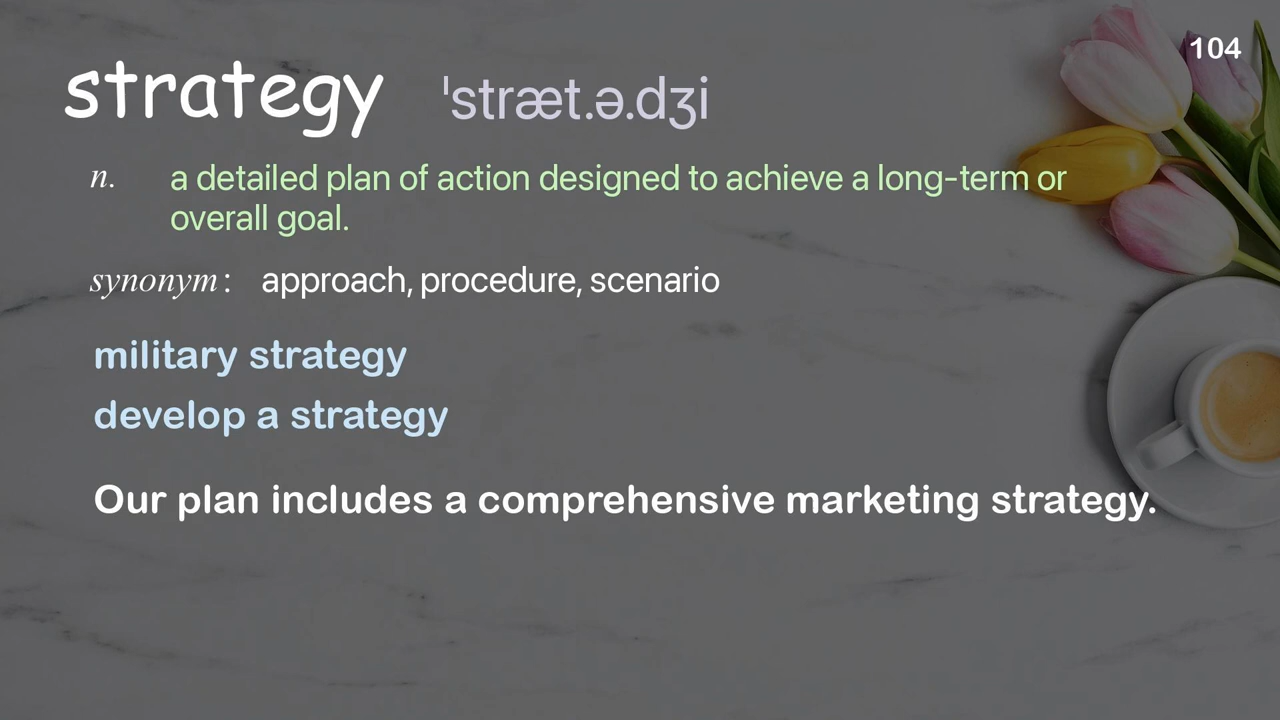 104
strategy ˈstræt.ə.dʒi
n. a detailed plan of action designed to achieve a long-term or
overall goal.
synonym: approach, procedure, scenario
military strategy
develop a strategy
Our plan includes a comprehensive marketing strategy.